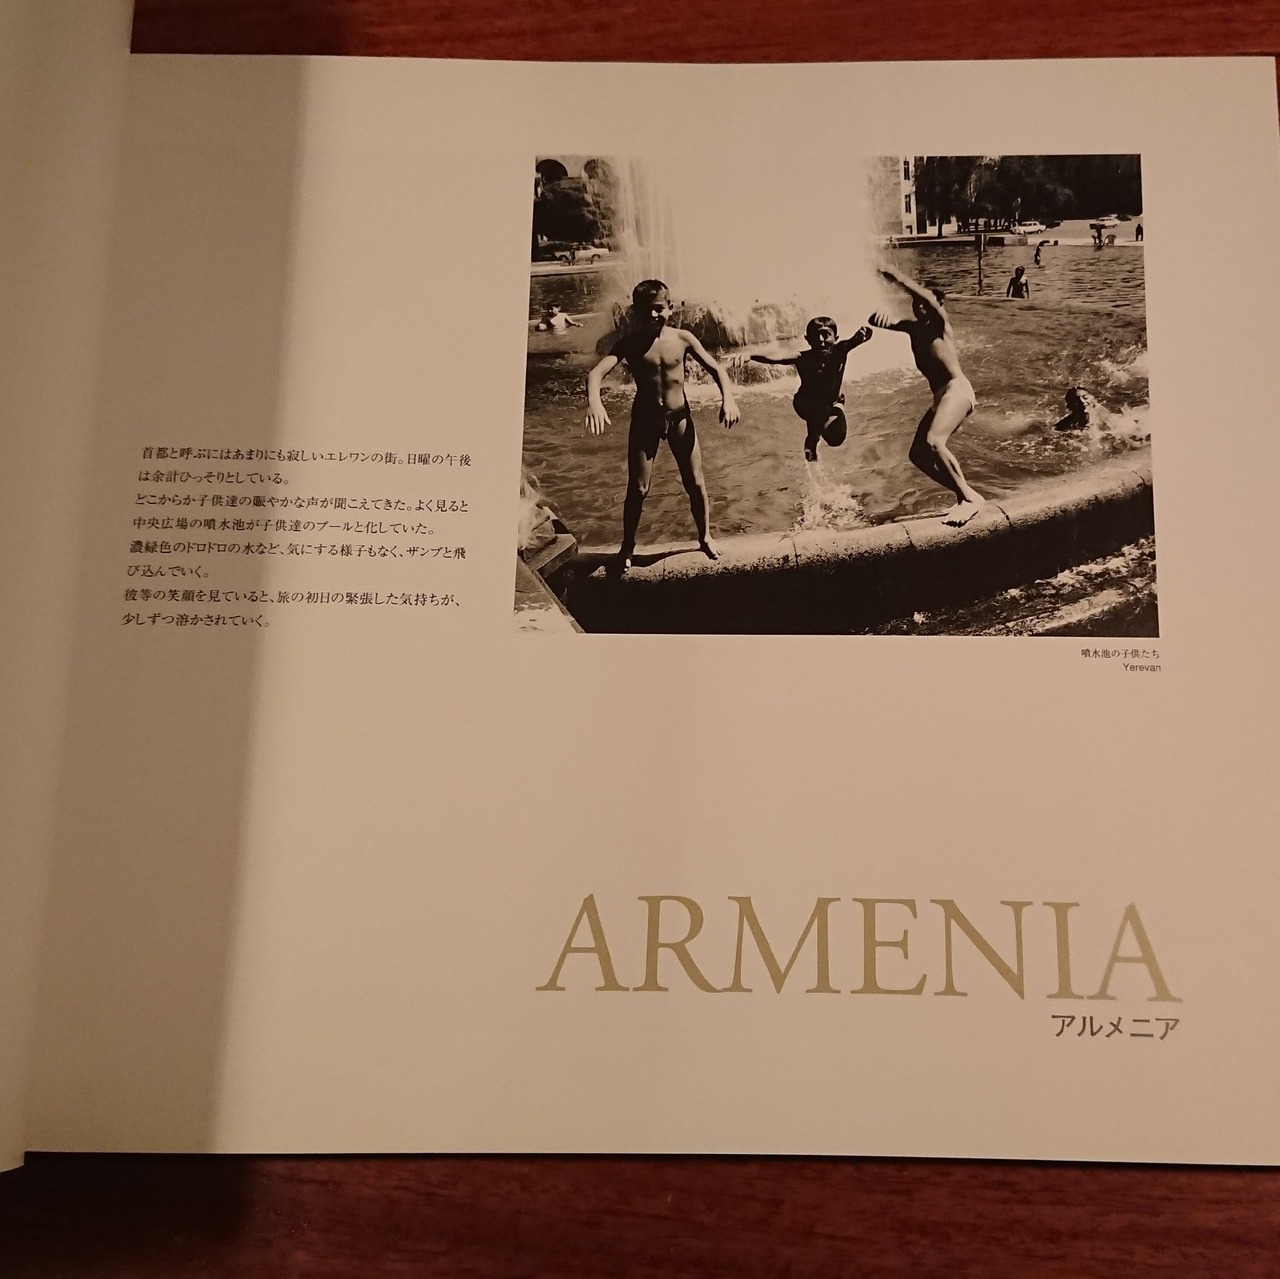 首都と呼ぶにはあまりにも寂しいエレワンの街。日曜の午後
は余計ひっそりとしている。
どこからか子供達の賑やかな声が聞こえてきた。よく見ると
中央広場の噴水池が子供達のプールと化していた。
濃緑色のドロドロの水など、気にする様子もなく、ザンブと飛
び込んでいく。
彼等の笑顔を見ていると、旅の初日の緊張した気持ちが、
少しずつ溶かされていく。
噴水池の子供たち
Yerevan
ARMENIA
アルメニア